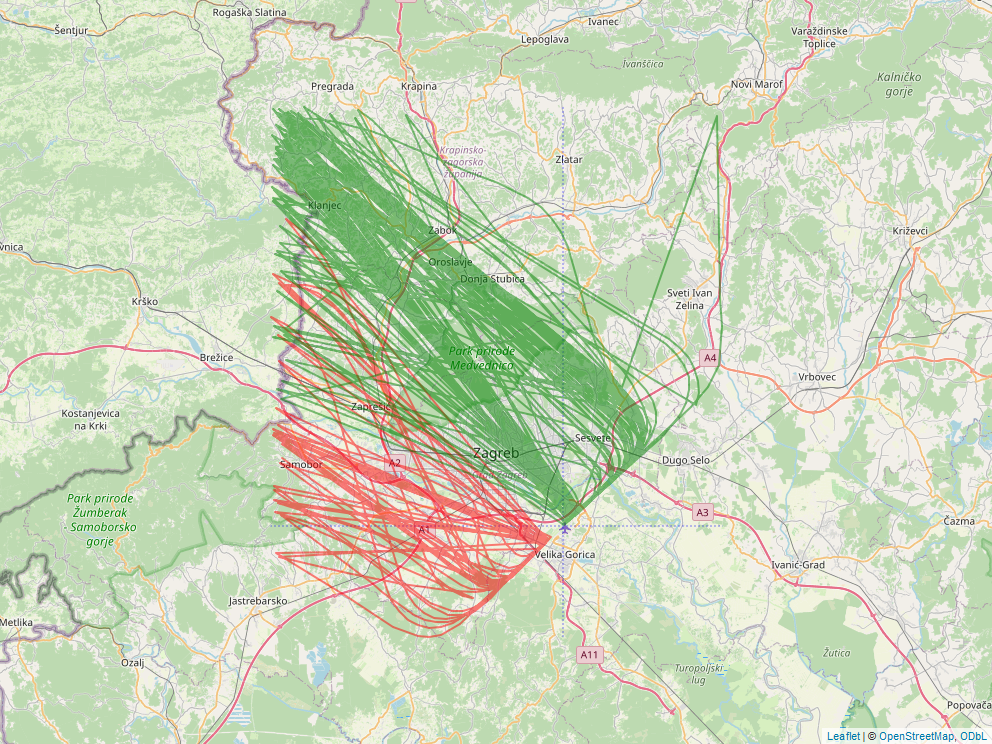 Rogaška Slatina
Ivanec
Varaždinske
Toplice
Šentjur
Lepoglava
Ivanščica
Kalničko
gorje
Pregrada
Krapina
Novi Marof
Krapinsko-
zagorska
županija
Zlatar
Klanjec
Zabok
Križevci
vnica
Oroslavje
Donja Stubica
Sveti Ivan
Zelina
Krško
Park prirode
Medvednica
Brežice
A4
Vrbovec
Kostanjevica
na Krki
Zaprešić
Sesvete
Zagreb
Dugo Selo
Samobor
A2
Grad Zagreb
Park prirode
Žumberak
- Samoborsko
gorje
A3
Čazma
A1
Velika Gorica
Ivanić-Grad
Jastrebarsko
Metlika
A11
Žutica
Ozalj
Turopoljski
lug
Popovača
Leaflet | © OpenStreetMap, ODbL